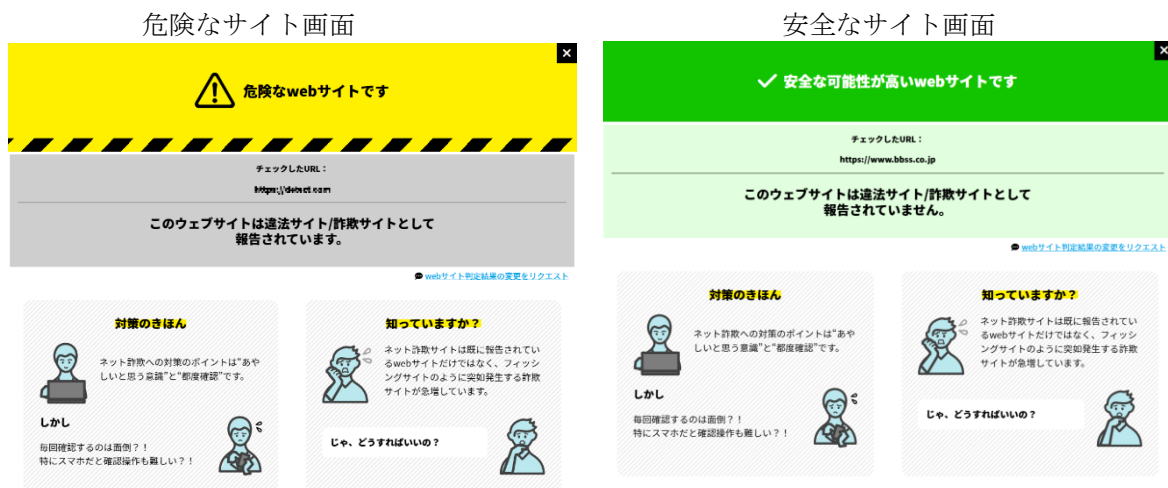 危険なサイト画面
危険なwebサイトです
チェックしたURL：
このウェブサイトは違法サイト/詐欺サイトとして
報告されています。
webサイト判定結果の変更をリクエスト
対策のきほん
ネット詐欺への対策のポイントは“あや
しいと思う意識”と“都度確認”です。
しかし
毎回確認するのは面倒？！
特にスマホだと確認操作も難しい？！
知っていますか？
ネット詐欺サイトは既に報告されてい
るwebサイトだけではなく、フィッシ
ングサイトのように突如発生する詐欺
サイトが急増しています。
じゃ、どうすればいいの？
安全なサイト画面
安全な可能性が高いwebサイトです
チェックしたURL：
https://www.bbss.co.jp
このウェブサイトは違法サイト/詐欺サイトとして
報告されていません。
webサイト判定結果の変更をリクエスト
対策のきほん
ネット詐欺への対策のポイントは“あや
しいと思う意識”と“都度確認”です。
しかし
毎回確認するのは面倒？！
特にスマホだと確認操作も難しい？！
知っていますか？
ネット詐欺サイトは既に報告されてい
るwebサイトだけではなく、フィッシ
ングサイトのように突如発生する詐欺
サイトが急増しています。
じゃ、どうすればいいの？